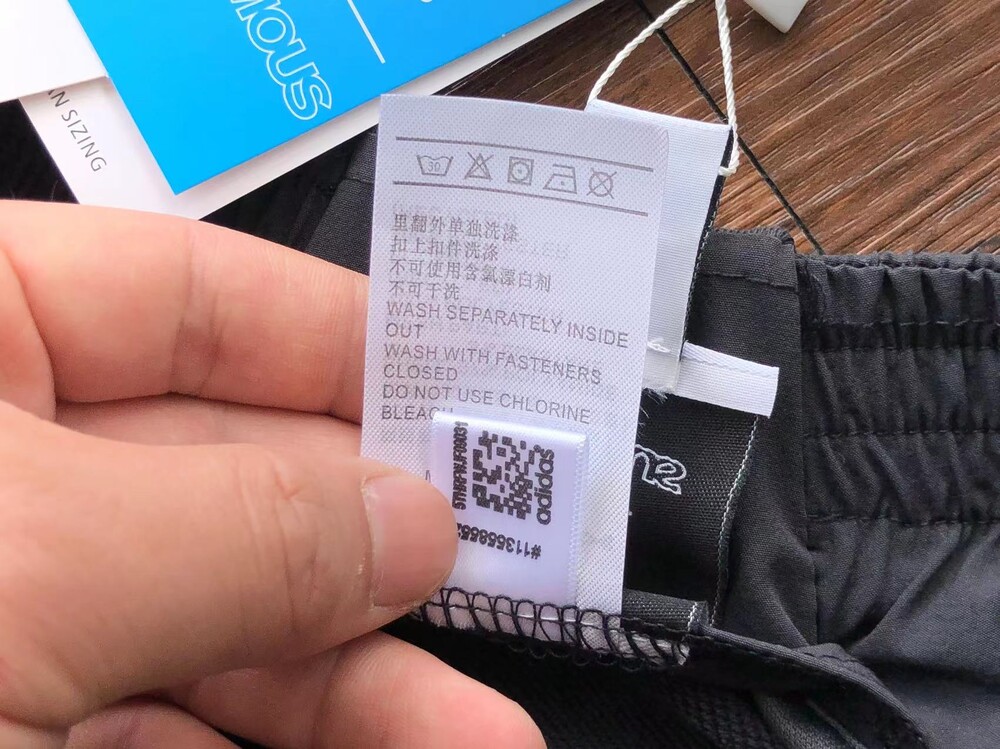 AN SIZING
里翻外单独洗涤
扣上扣件洗涤
不可使用含氯漂白剂
不可干洗
WASH SEPARATELY INSIDE
OUT
WASH WITH FASTENERS
CLOSED
DO NOT USE CHLORINE
BLEACH
adidas